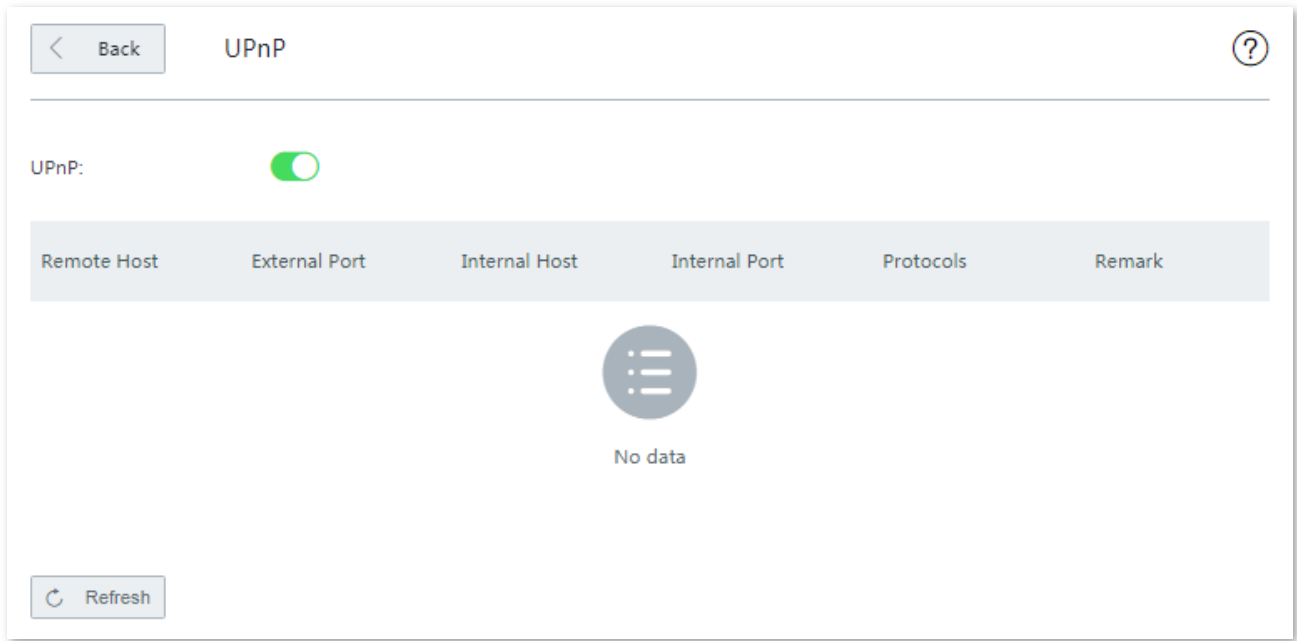 Back UPnP ?
UPnP:
Remote Host External Port Internal Host Internal Port Protocols Remark
No data
Refresh